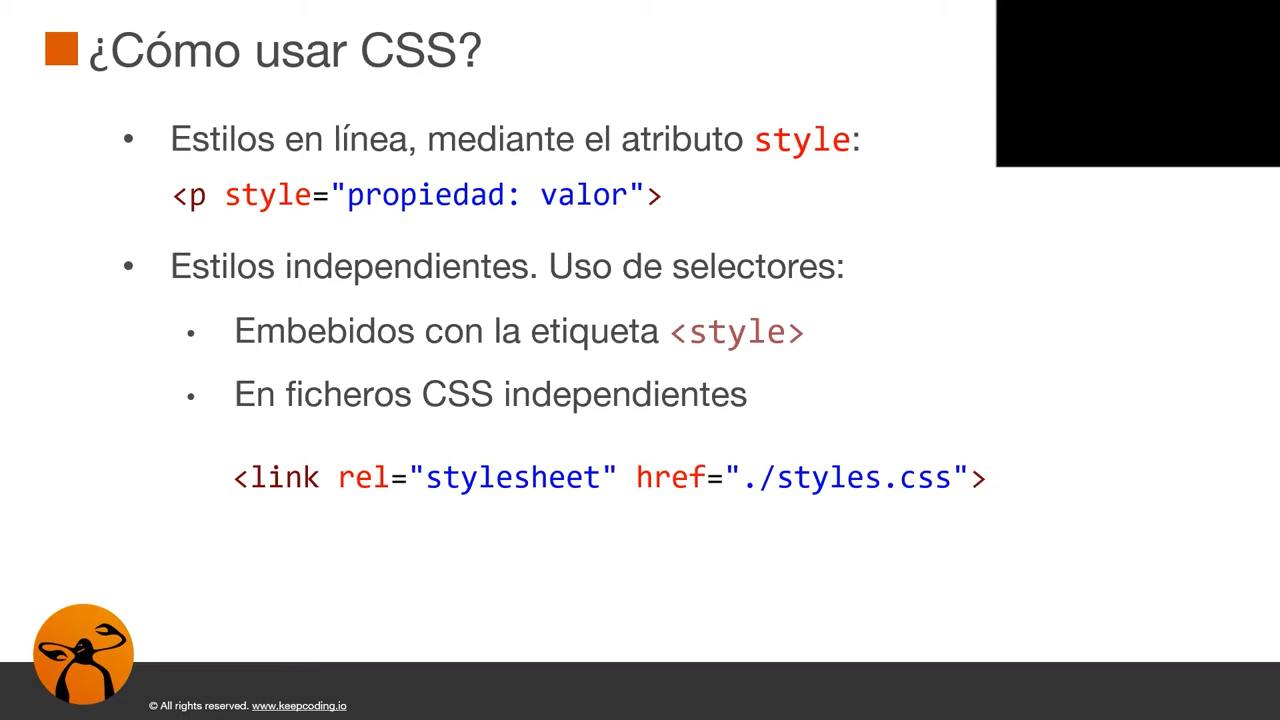 ¿Cómo usar CSS?
• Estilos en línea, mediante el atributo style:
<p style="propiedad: valor">
• Estilos independientes. Uso de selectores:
• Embebidos con la etiqueta <style>
• En ficheros CSS independientes
<link rel="stylesheet" href="./styles.css">
© All rights reserved. www.keepcoding.io